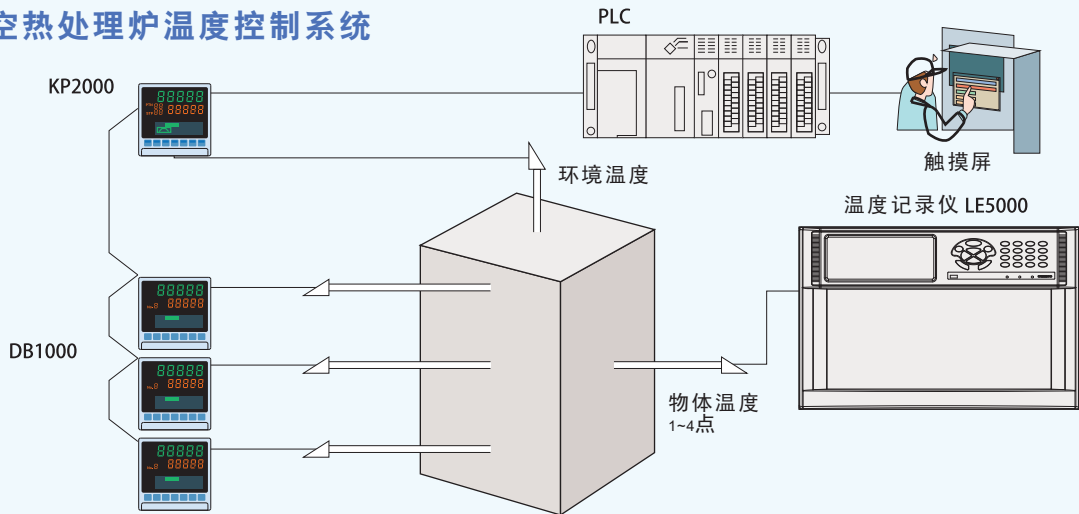 空热处理炉温度控制系统
PLC
KP2000
触摸屏
环境温度
温度记录仪 LE5000
DB1000
物体温度
1~4点